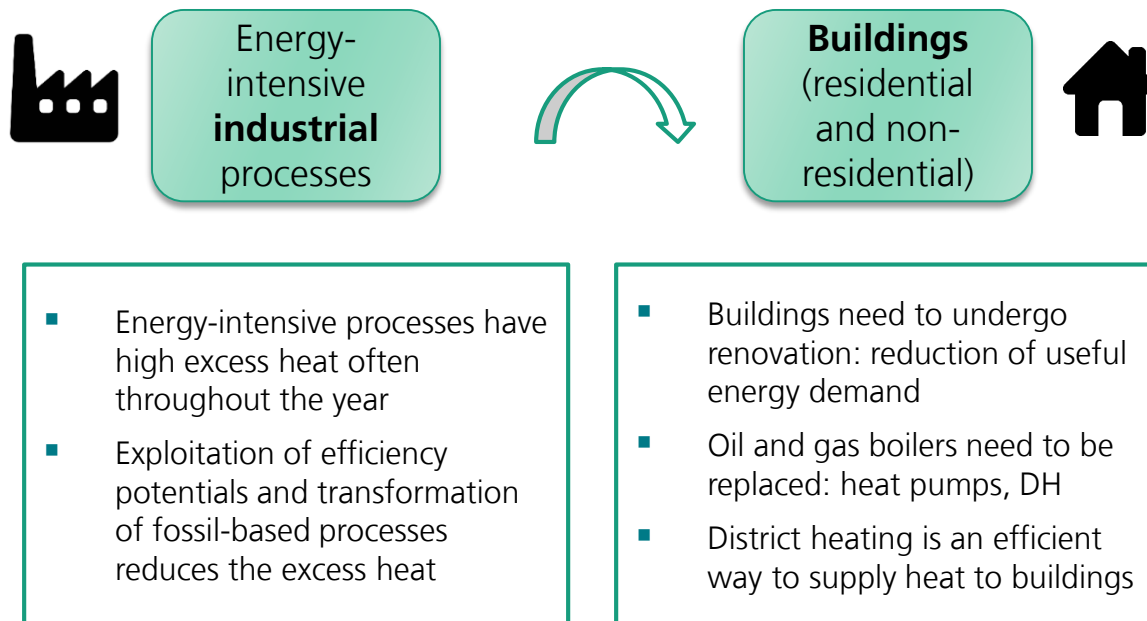 Energy-
intensive
industrial
processes
Buildings
(residential
and non-
residential)
▪ Energy-intensive processes have
high excess heat often
throughout the year
▪ Exploitation of efficiency
potentials and transformation
of fossil-based processes
reduces the excess heat
▪ Buildings need to undergo
renovation: reduction of useful
energy demand
▪ Oil and gas boilers need to be
replaced: heat pumps, DH
▪ District heating is an efficient
way to supply heat to buildings